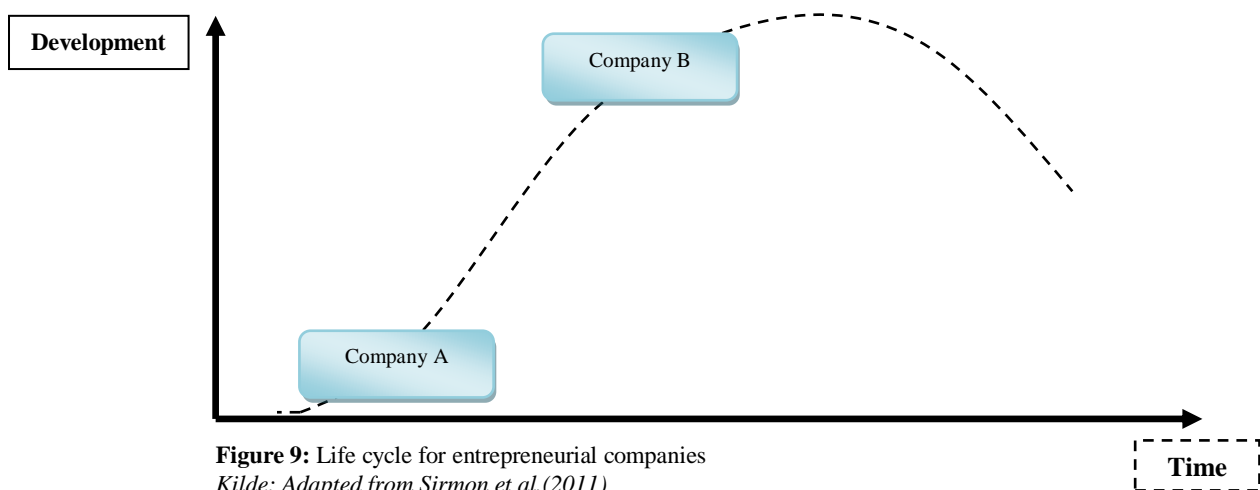 Development
Company B
Company A
Figure 9: Life cycle for entrepreneurial companies
Kilde: Adapted from Sirmon et al.(2011)
Time